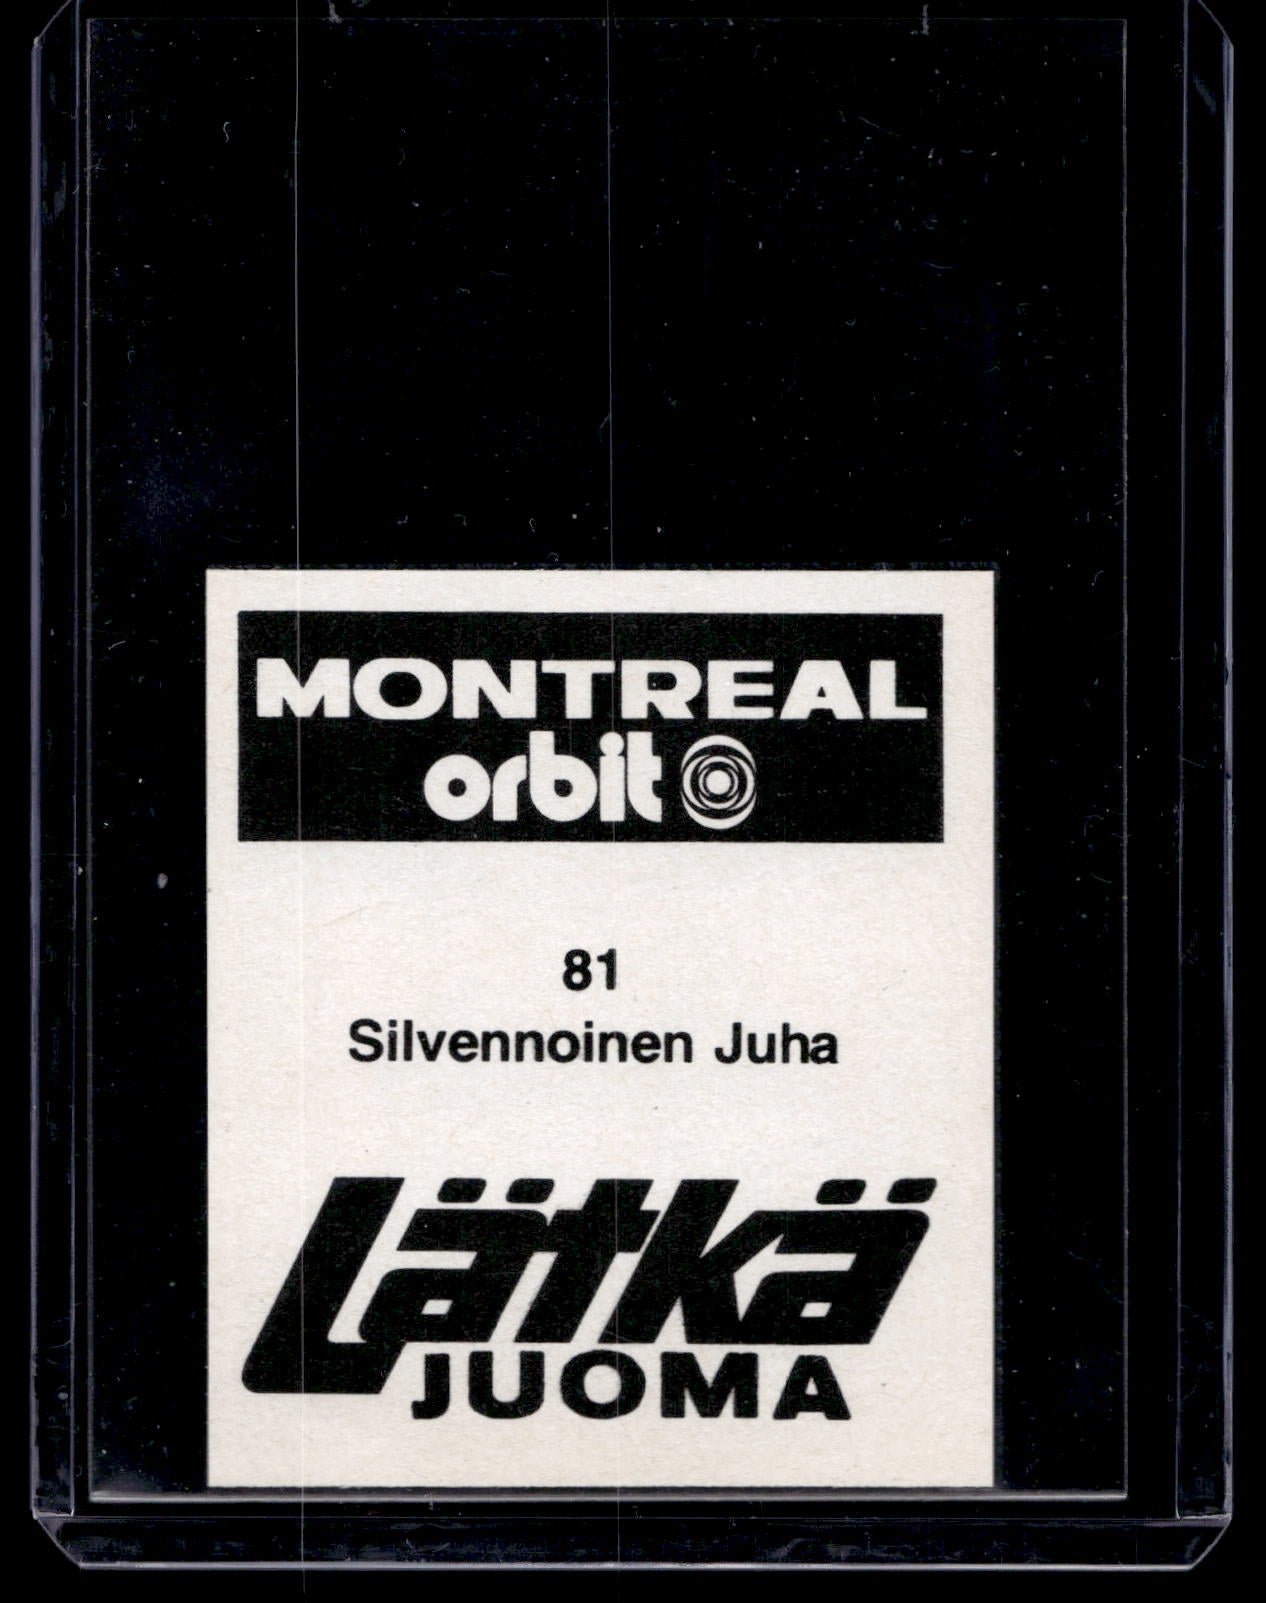 MONTREAL
orbit
81
Silvennoinen Juha
Lätkä
JUOMA